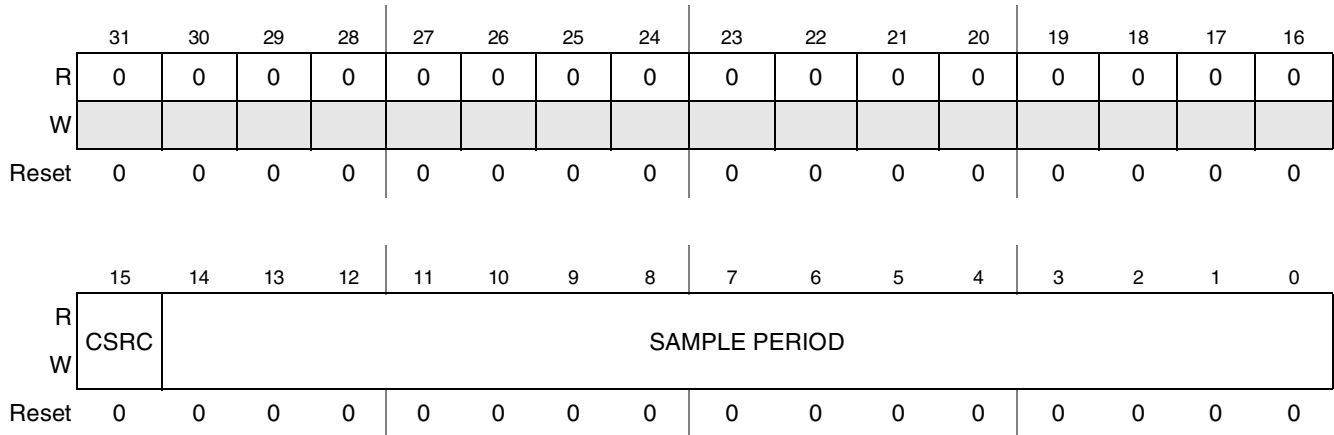 31 30 29 28 27 26 25 24 23 22 21 20 19 18 17 16
R 0 0 0 0 0 0 0 0 0 0 0 0 0 0 0 0
W
Reset 0 0 0 0 0 0 0 0 0 0 0 0 0 0 0 0
15 14 13 12 11 10 9 8 7 6 5 4 3 2 1 0
R
CSRC SAMPLE PERIOD
W
Reset 0 0 0 0 0 0 0 0 0 0 0 0 0 0 0 0